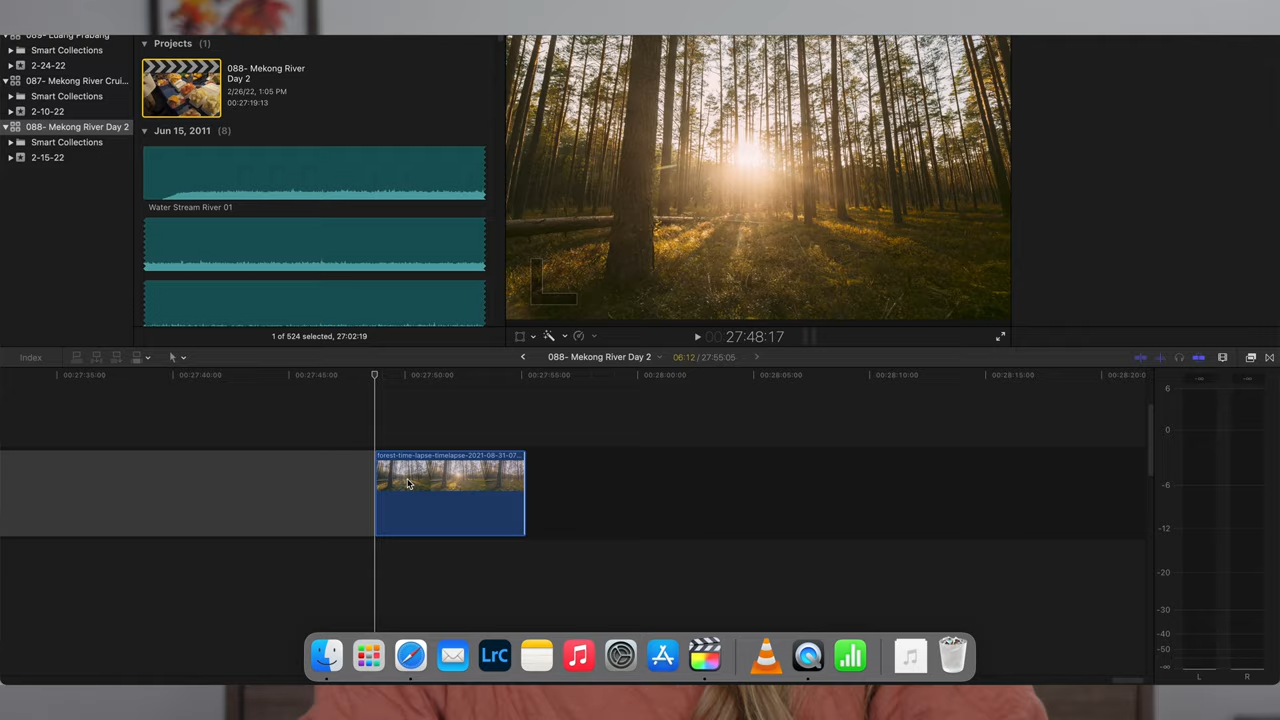 089- Luang Prabang
Smart Collections
2-24-22
087- Mekong River Crui...
Smart Collections
2-10-22
088- Mekong River Day 2
Smart Collections
2-15-22
Projects (1)
088- Mekong River
Day 2
2/26/22, 1:05 PM
00:27:19:13
Jun 15, 2011 (8)
Water Stream River 01
1 of 524 selected, 27:02:19
00 27:48:17
Index
088- Mekong River Day 2
06:12 / 27:55:05
00:27:35:00
00:27:40:00
00:27:45:00
00:27:50:00
00:27:55:00
00:28:00:00
00:28:05:00
00:28:10:00
00:28:15:00
00:28:20:0
forest-time-lapse-timelapse-2021-08-31-07...
6
0
-6
-12
-20
-30
-40
-50
-∞
L R
LrC